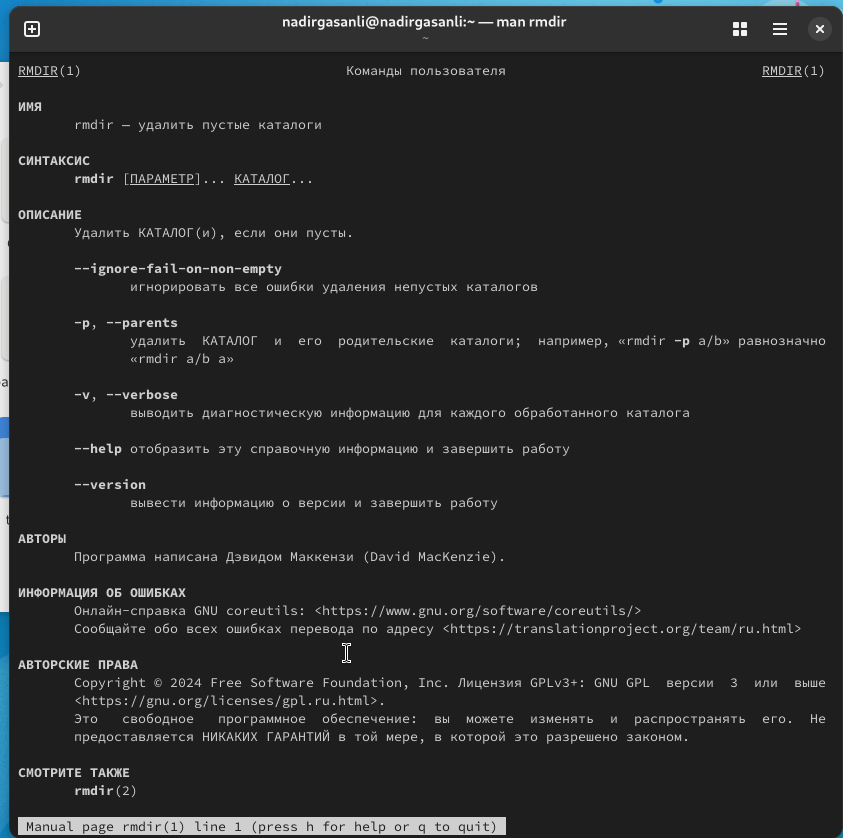 nadirgasanli@nadirgasanli:~ — man rmdir
~
RMDIR(1) Команды пользователя RMDIR(1)
ИМЯ
rmdir — удалить пустые каталоги
СИНТАКСИС
rmdir [ПАРАМЕТР]... КАТАЛОГ...
ОПИСАНИЕ
Удалить КАТАЛОГ(и), если они пусты.
--ignore-fail-on-non-empty
игнорировать все ошибки удаления непустых каталогов
-p, --parents
удалить КАТАЛОГ и его родительские каталоги; например, «rmdir -p a/b» равнозначно
«rmdir a/b a»
-v, --verbose
выводить диагностическую информацию для каждого обработанного каталога
--help отобразить эту справочную информацию и завершить работу
--version
вывести информацию о версии и завершить работу
АВТОРЫ
Программа написана Дэвидом Маккензи (David MacKenzie).
ИНФОРМАЦИЯ ОБ ОШИБКАХ
Онлайн-справка GNU coreutils: <https://www.gnu.org/software/coreutils/>
Сообщайте обо всех ошибках перевода по адресу <https://translationproject.org/team/ru.html>
АВТОРСКИЕ ПРАВА
Copyright © 2024 Free Software Foundation, Inc. Лицензия GPLv3+: GNU GPL версии 3 или выше
<https://gnu.org/licenses/gpl.ru.html>.
Это свободное программное обеспечение: вы можете изменять и распространять его. Не
предоставляется НИКАКИХ ГАРАНТИЙ в той мере, в которой это разрешено законом.
СМОТРИТЕ ТАКЖЕ
rmdir(2)
Manual page rmdir(1) line 1 (press h for help or q to quit)